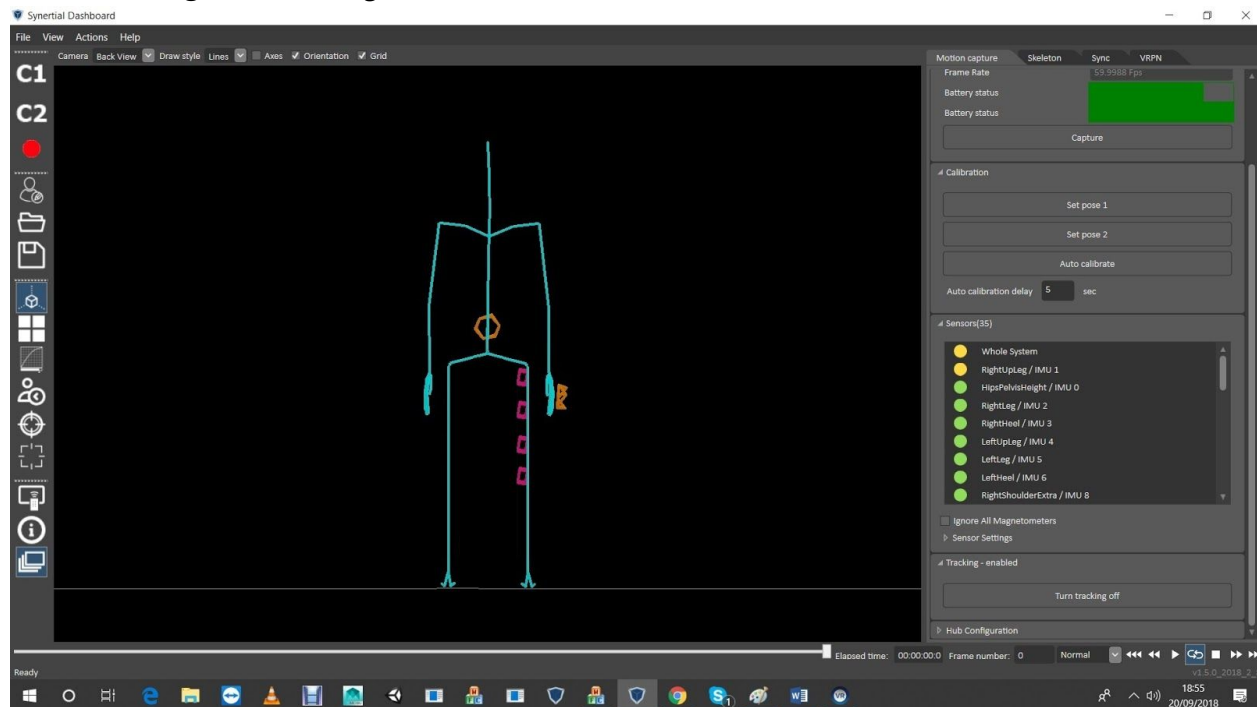 Synertial Dashboard
File View Actions Help
Camera Back View Draw style Lines Axes Orientation Grid
C1
C2
Motion capture Skeleton Sync VRPN
Frame Rate 59.9988 Fps
Battery status
Battery status
Capture
Calibration
Set pose 1
Set pose 2
Auto calibrate
Auto calibration delay 5 sec
Sensors(35)
Whole System
RightUpLeg / IMU 1
HipsPelvisHeight / IMU 0
RightLeg / IMU 2
RightHeel / IMU 3
LeftUpLeg / IMU 4
LeftLeg / IMU 5
LeftHeel / IMU 6
RightShoulderExtra / IMU 8
Ignore All Magnetometers
Sensor Settings
Tracking - enabled
Turn tracking off
Hub Configuration
Elapsed time: 00:00:00:0 Frame number: 0 Normal
Ready
v1.5.0_2018_2_
18:55
20/09/2018